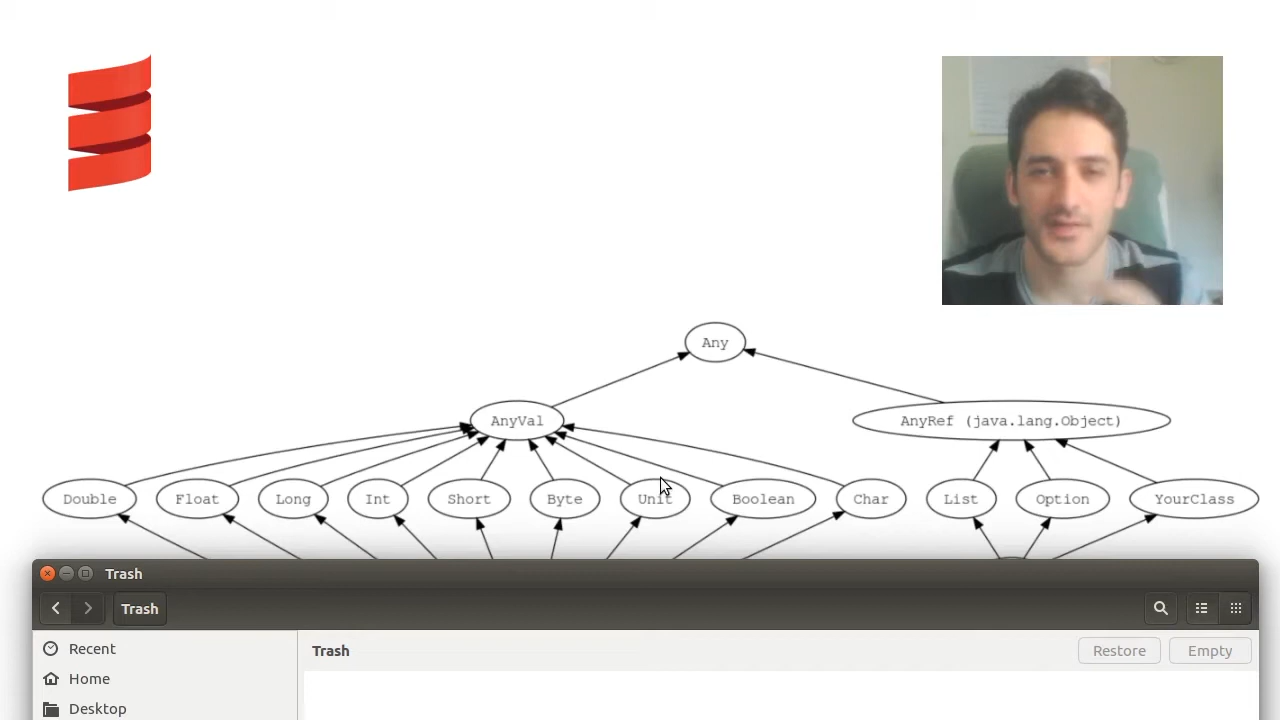 Any
AnyVal
AnyRef (java.lang.Object)
Double
Float
Long
Int
Short
Byte
Unit
Boolean
Char
List
Option
YourClass
Trash
Trash
Recent
Trash
Restore
Empty
Home
Desktop